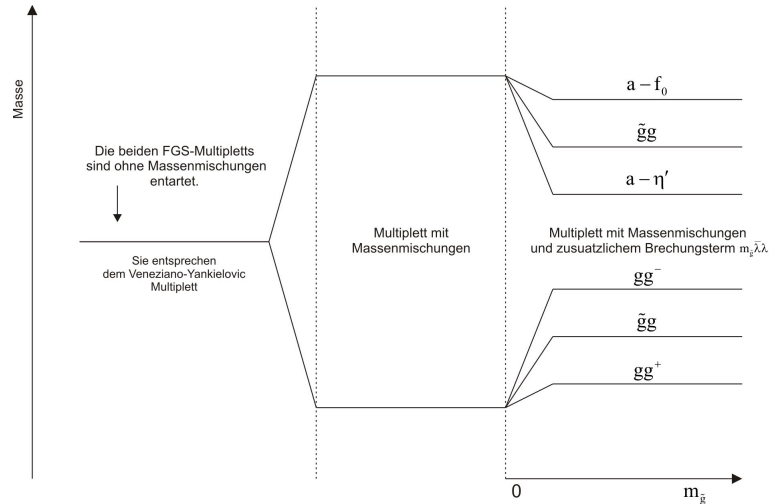 Masse
Die beiden FGS-Multipletts
sind ohne Massenmischungen
entartet.
Sie entsprechen
dem Veneziano-Yankielovic
Multiplett
Multiplett mit
Massenmischungen
a – f₀
g̃g
a – η′
Multiplett mit Massenmischungen
und zusuatzlichem Brechungsterm m_g̃ λ̄λ
gg⁻
g̃g
gg⁺
0
m_g̃